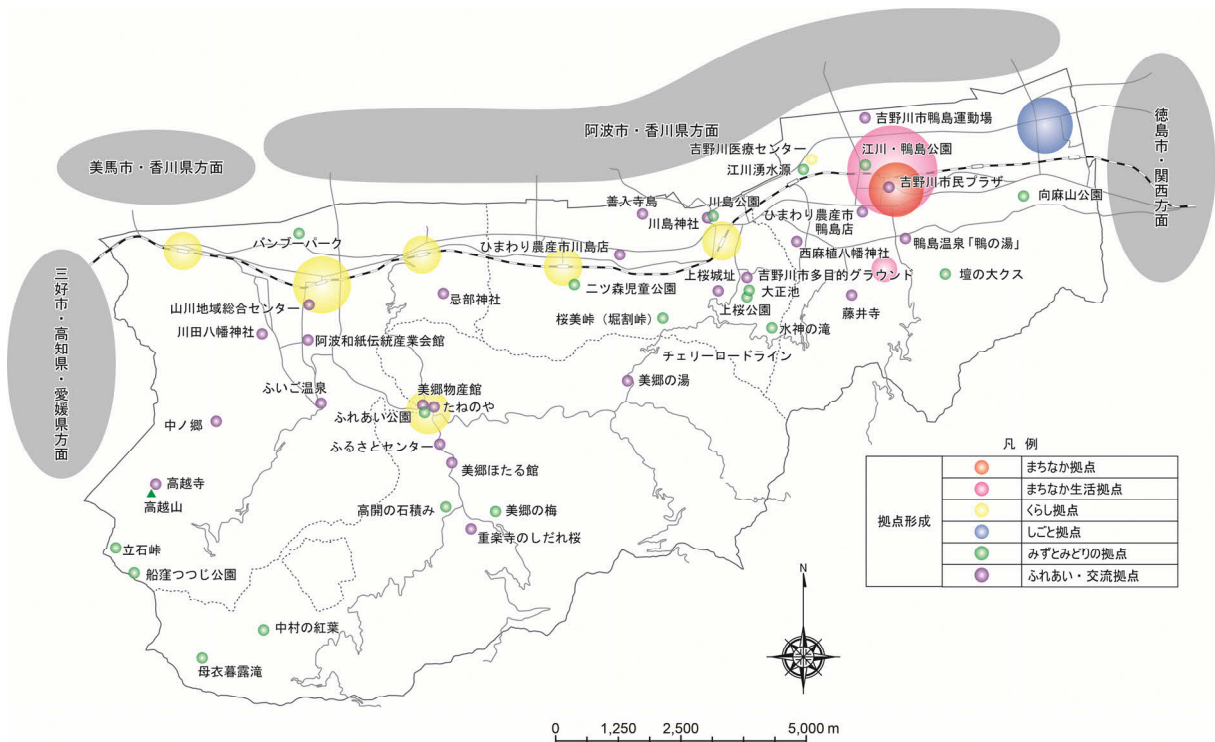 阿波市・香川県方面
美馬市・香川県方面
徳島市・関西方面
三好市・高知県・愛媛県方面
吉野川市鴨島運動場
吉野川医療センター
江川・鴨島公園
江川湧水源
吉野川市民プラザ
向麻山公園
善入寺島
川島公園
川島神社
ひまわり農産市
鴨島店
バンブーパーク
ひまわり農産市川島店
西麻植八幡神社
鴨島温泉「鴨の湯」
上桜城址
吉野川市多目的グラウンド
壇の大クス
二ツ森児童公園
大正池
忌部神社
上桜公園
藤井寺
山川地域総合センター
桜美峠（堀割峠）
水神の滝
川田八幡神社
阿波和紙伝統産業会館
チェリーロードライン
ふいご温泉
美郷物産館
美郷の湯
たねのや
ふれあい公園
中ノ郷
ふるさとセンター
美郷ほたる館
高越寺
高越山
高開の石積み
美郷の梅
重楽寺のしだれ桜
立石峠
船窪つつじ公園
中村の紅葉
母衣暮露滝
凡 例
拠点形成
まちなか拠点
まちなか生活拠点
くらし拠点
しごと拠点
みずとみどりの拠点
ふれあい・交流拠点
N
0 1,250 2,500 5,000 m